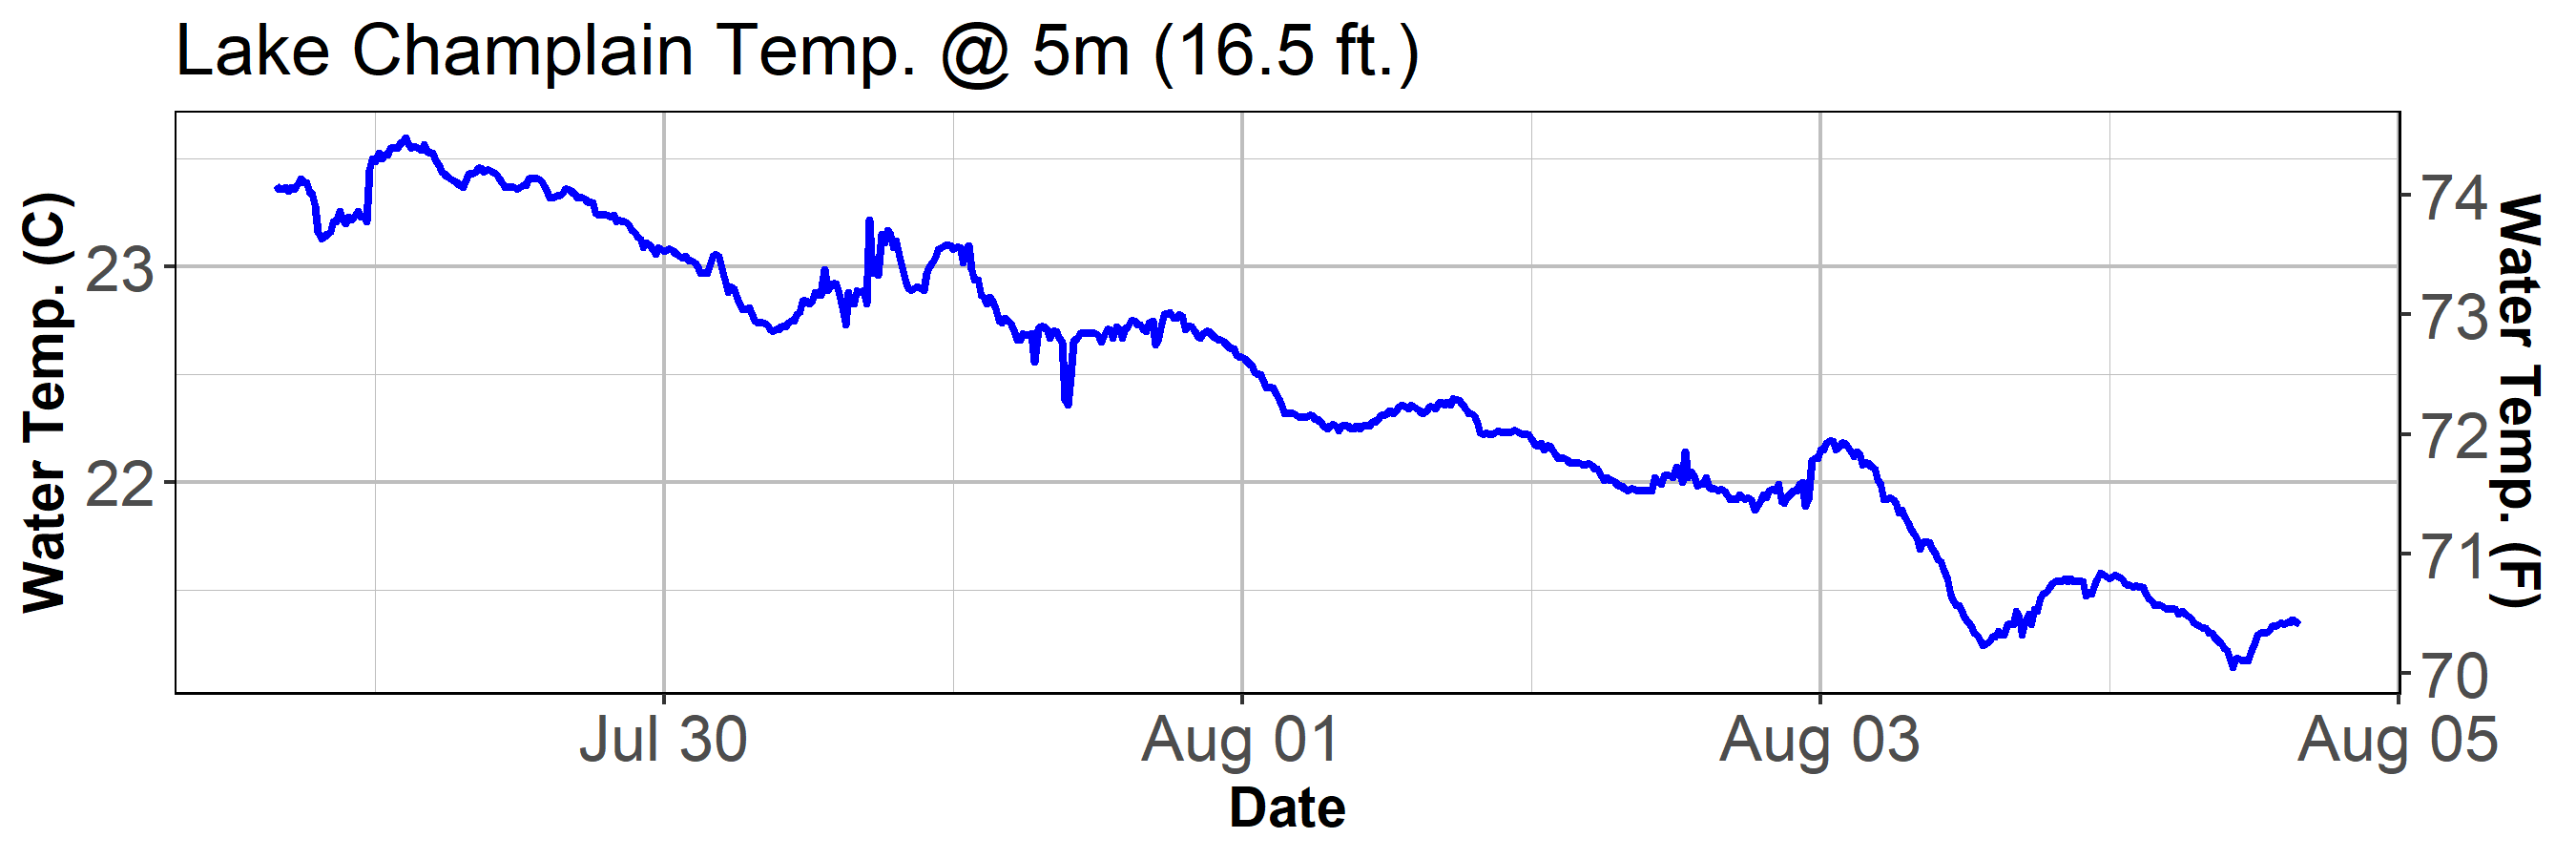 Lake Champlain Temp. @ 5m (16.5 ft.)
Water Temp. (C)
23
22
74
73
72
71
70
Water Temp. (F)
Jul 30
Aug 01
Aug 03
Aug 05
Date